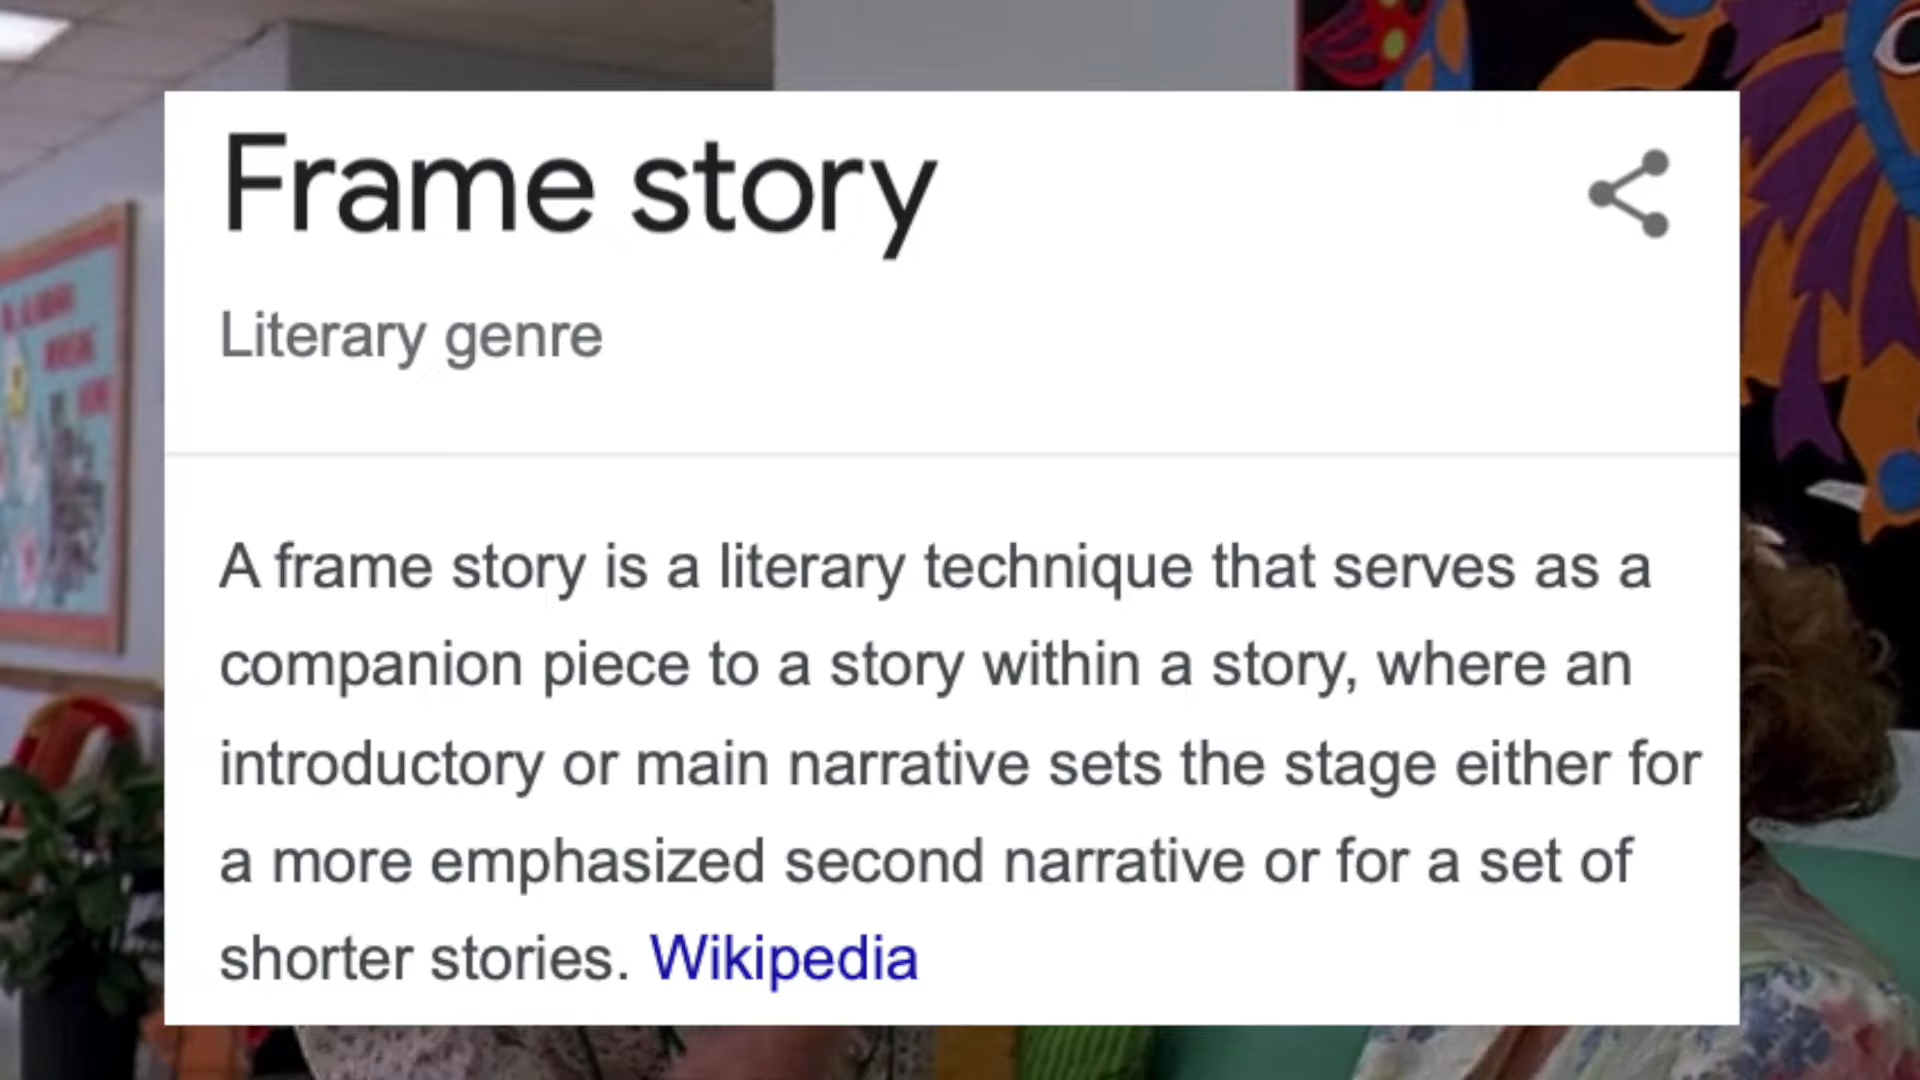 Frame story
Literary genre
A frame story is a literary technique that serves as a
companion piece to a story within a story, where an
introductory or main narrative sets the stage either for
a more emphasized second narrative or for a set of
shorter stories. Wikipedia